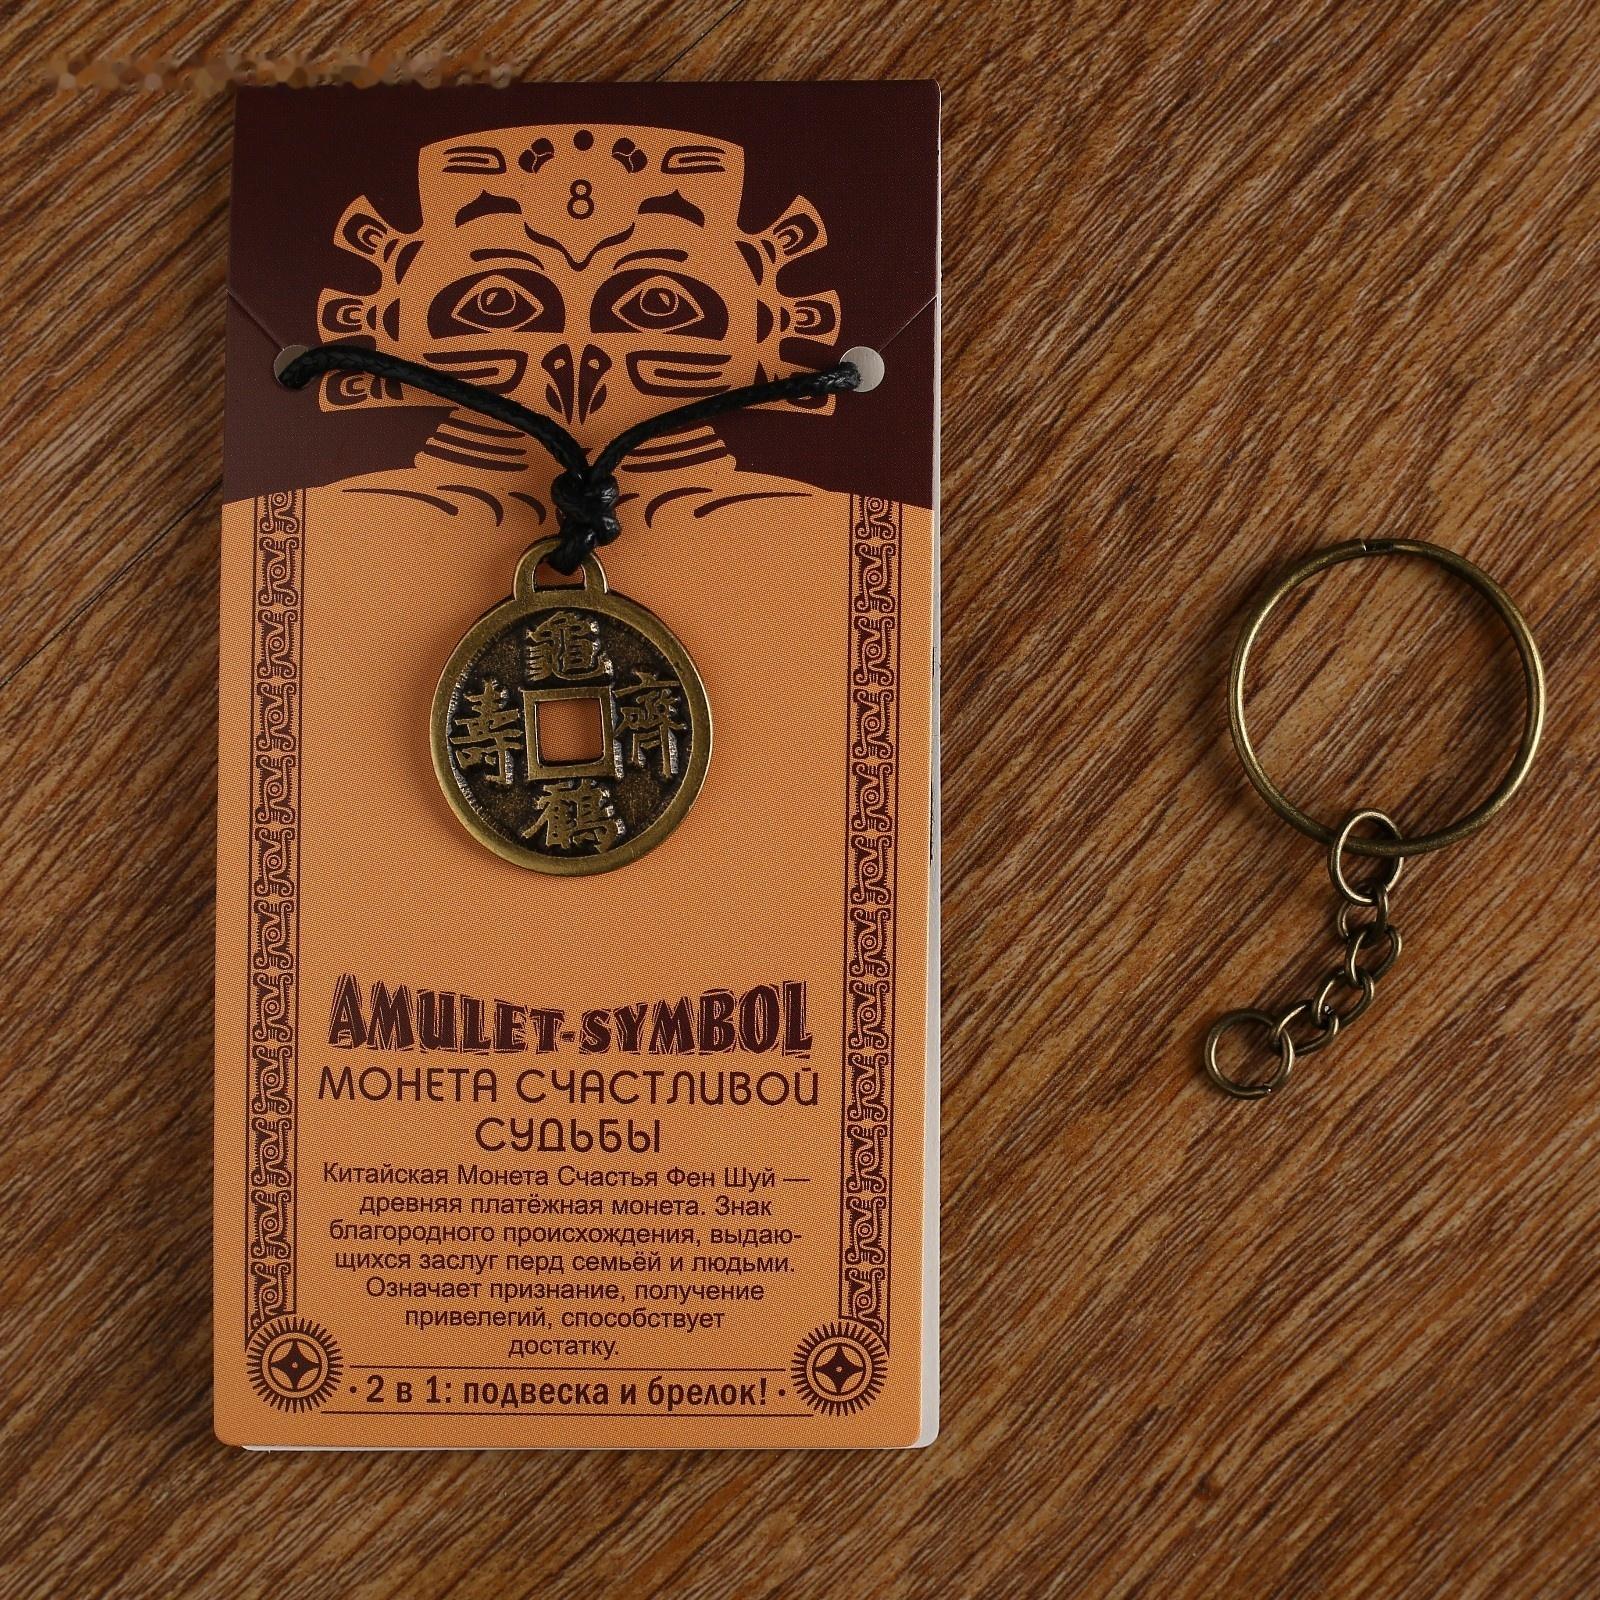 8
龜
壽 齊
鶴
AMULET-SYMBOL
МОНЕТА СЧАСТЛИВОЙ
СУДЬБЫ
Китайская Монета Счастья Фен Шуй —
древняя платёжная монета. Знак
благородного происхождения, выдаю-
щихся заслуг перд семьёй и людьми.
Означает признание, получение
привелегий, способствует
достатку.
· 2 в 1: подвеска и брелок! ·